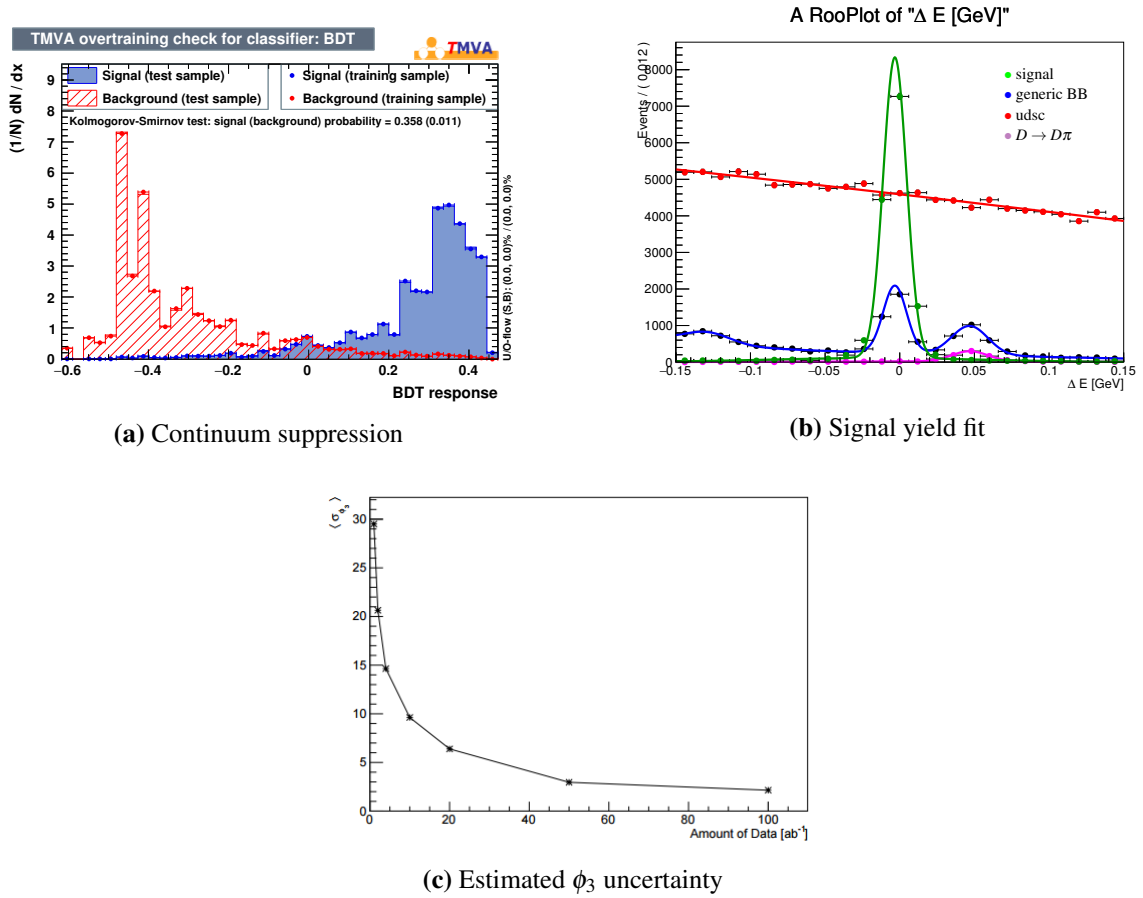 A RooPlot of "Δ E [GeV]"
TMVA overtraining check for classifier: BDT
TMVA
Signal (test sample)
Background (test sample)
Signal (training sample)
Background (training sample)
Kolmogorov-Smirnov test: signal (background) probability = 0.358 (0.011)
(1/N) dN / dx
9
8
7
6
5
4
3
2
1
0
−0.6 −0.4 −0.2 0 0.2 0.4
BDT response
U/O-flow (S,B): (0.0, 0.0)% / (0.0, 0.0)%
(a) Continuum suppression
Events / ( 0.012 )
8000
7000
6000
5000
4000
3000
2000
1000
0
signal
generic BB
udsc
D → Dπ
−0.15 −0.1 −0.05 0 0.05 0.1 0.15
Δ E [GeV]
(b) Signal yield fit
⟨ σϕ₃ ⟩
30
25
20
15
10
5
0
0 20 40 60 80 100
Amount of Data [ab⁻¹]
(c) Estimated ϕ₃ uncertainty